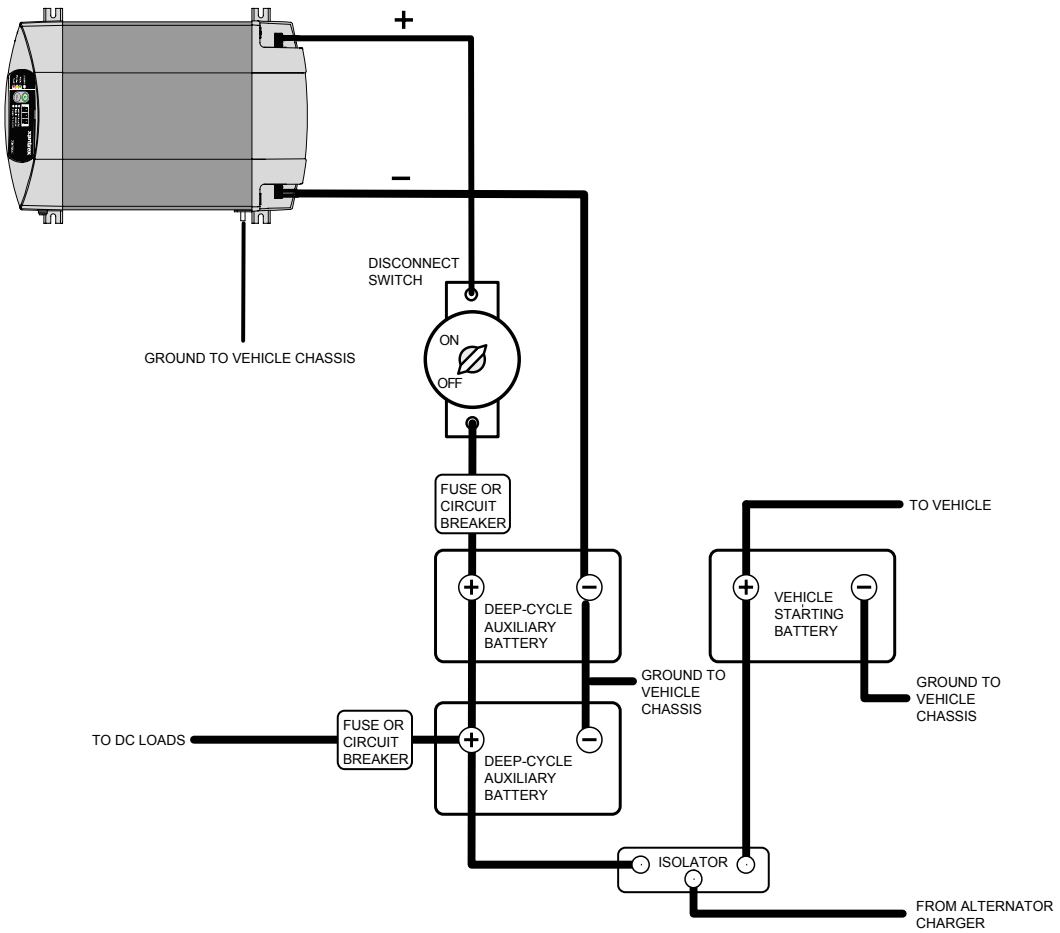 +
−
DISCONNECT
SWITCH
GROUND TO VEHICLE CHASSIS
ON
OFF
FUSE OR
CIRCUIT
BREAKER
TO VEHICLE
+
−
DEEP-CYCLE
AUXILIARY
BATTERY
+
−
VEHICLE
STARTING
BATTERY
GROUND TO
VEHICLE
CHASSIS
GROUND TO
VEHICLE
CHASSIS
TO DC LOADS
FUSE OR
CIRCUIT
BREAKER
+
−
DEEP-CYCLE
AUXILIARY
BATTERY
ISOLATOR
FROM ALTERNATOR
CHARGER
xantrex